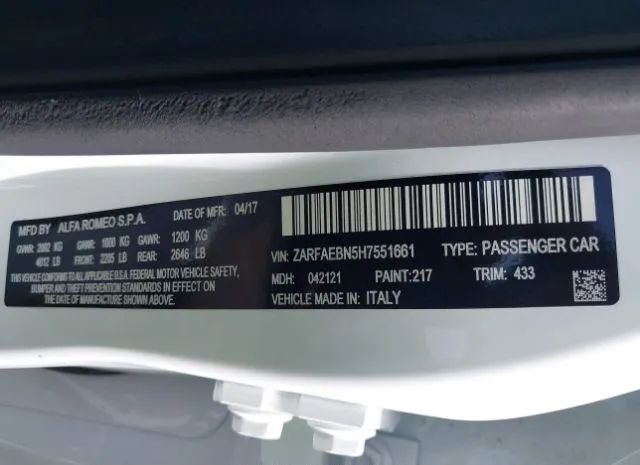 MFD BY ALFA ROMEO S.P.A. DATE OF MFR 04/17
GVWR: 2002 KG GAWR: 1000 KG GAWR: 1200 KG
4012 LB FRONT: 2205 LB REAR: 2646 LB
THIS VEHICLE CONFORMS TO ALL APPLICABLE U.S.A. FEDERAL MOTOR VEHICLE SAFETY,
BUMPER AND THEFT PREVENTION STANDARDS IN EFFECT ON
THE DATE OF MANUFACTURE SHOWN ABOVE.
VIN: ZARFAEBN5H7551661 TYPE: PASSENGER CAR
MDH: 042121 PAINT:217 TRIM: 433
VEHICLE MADE IN: ITALY